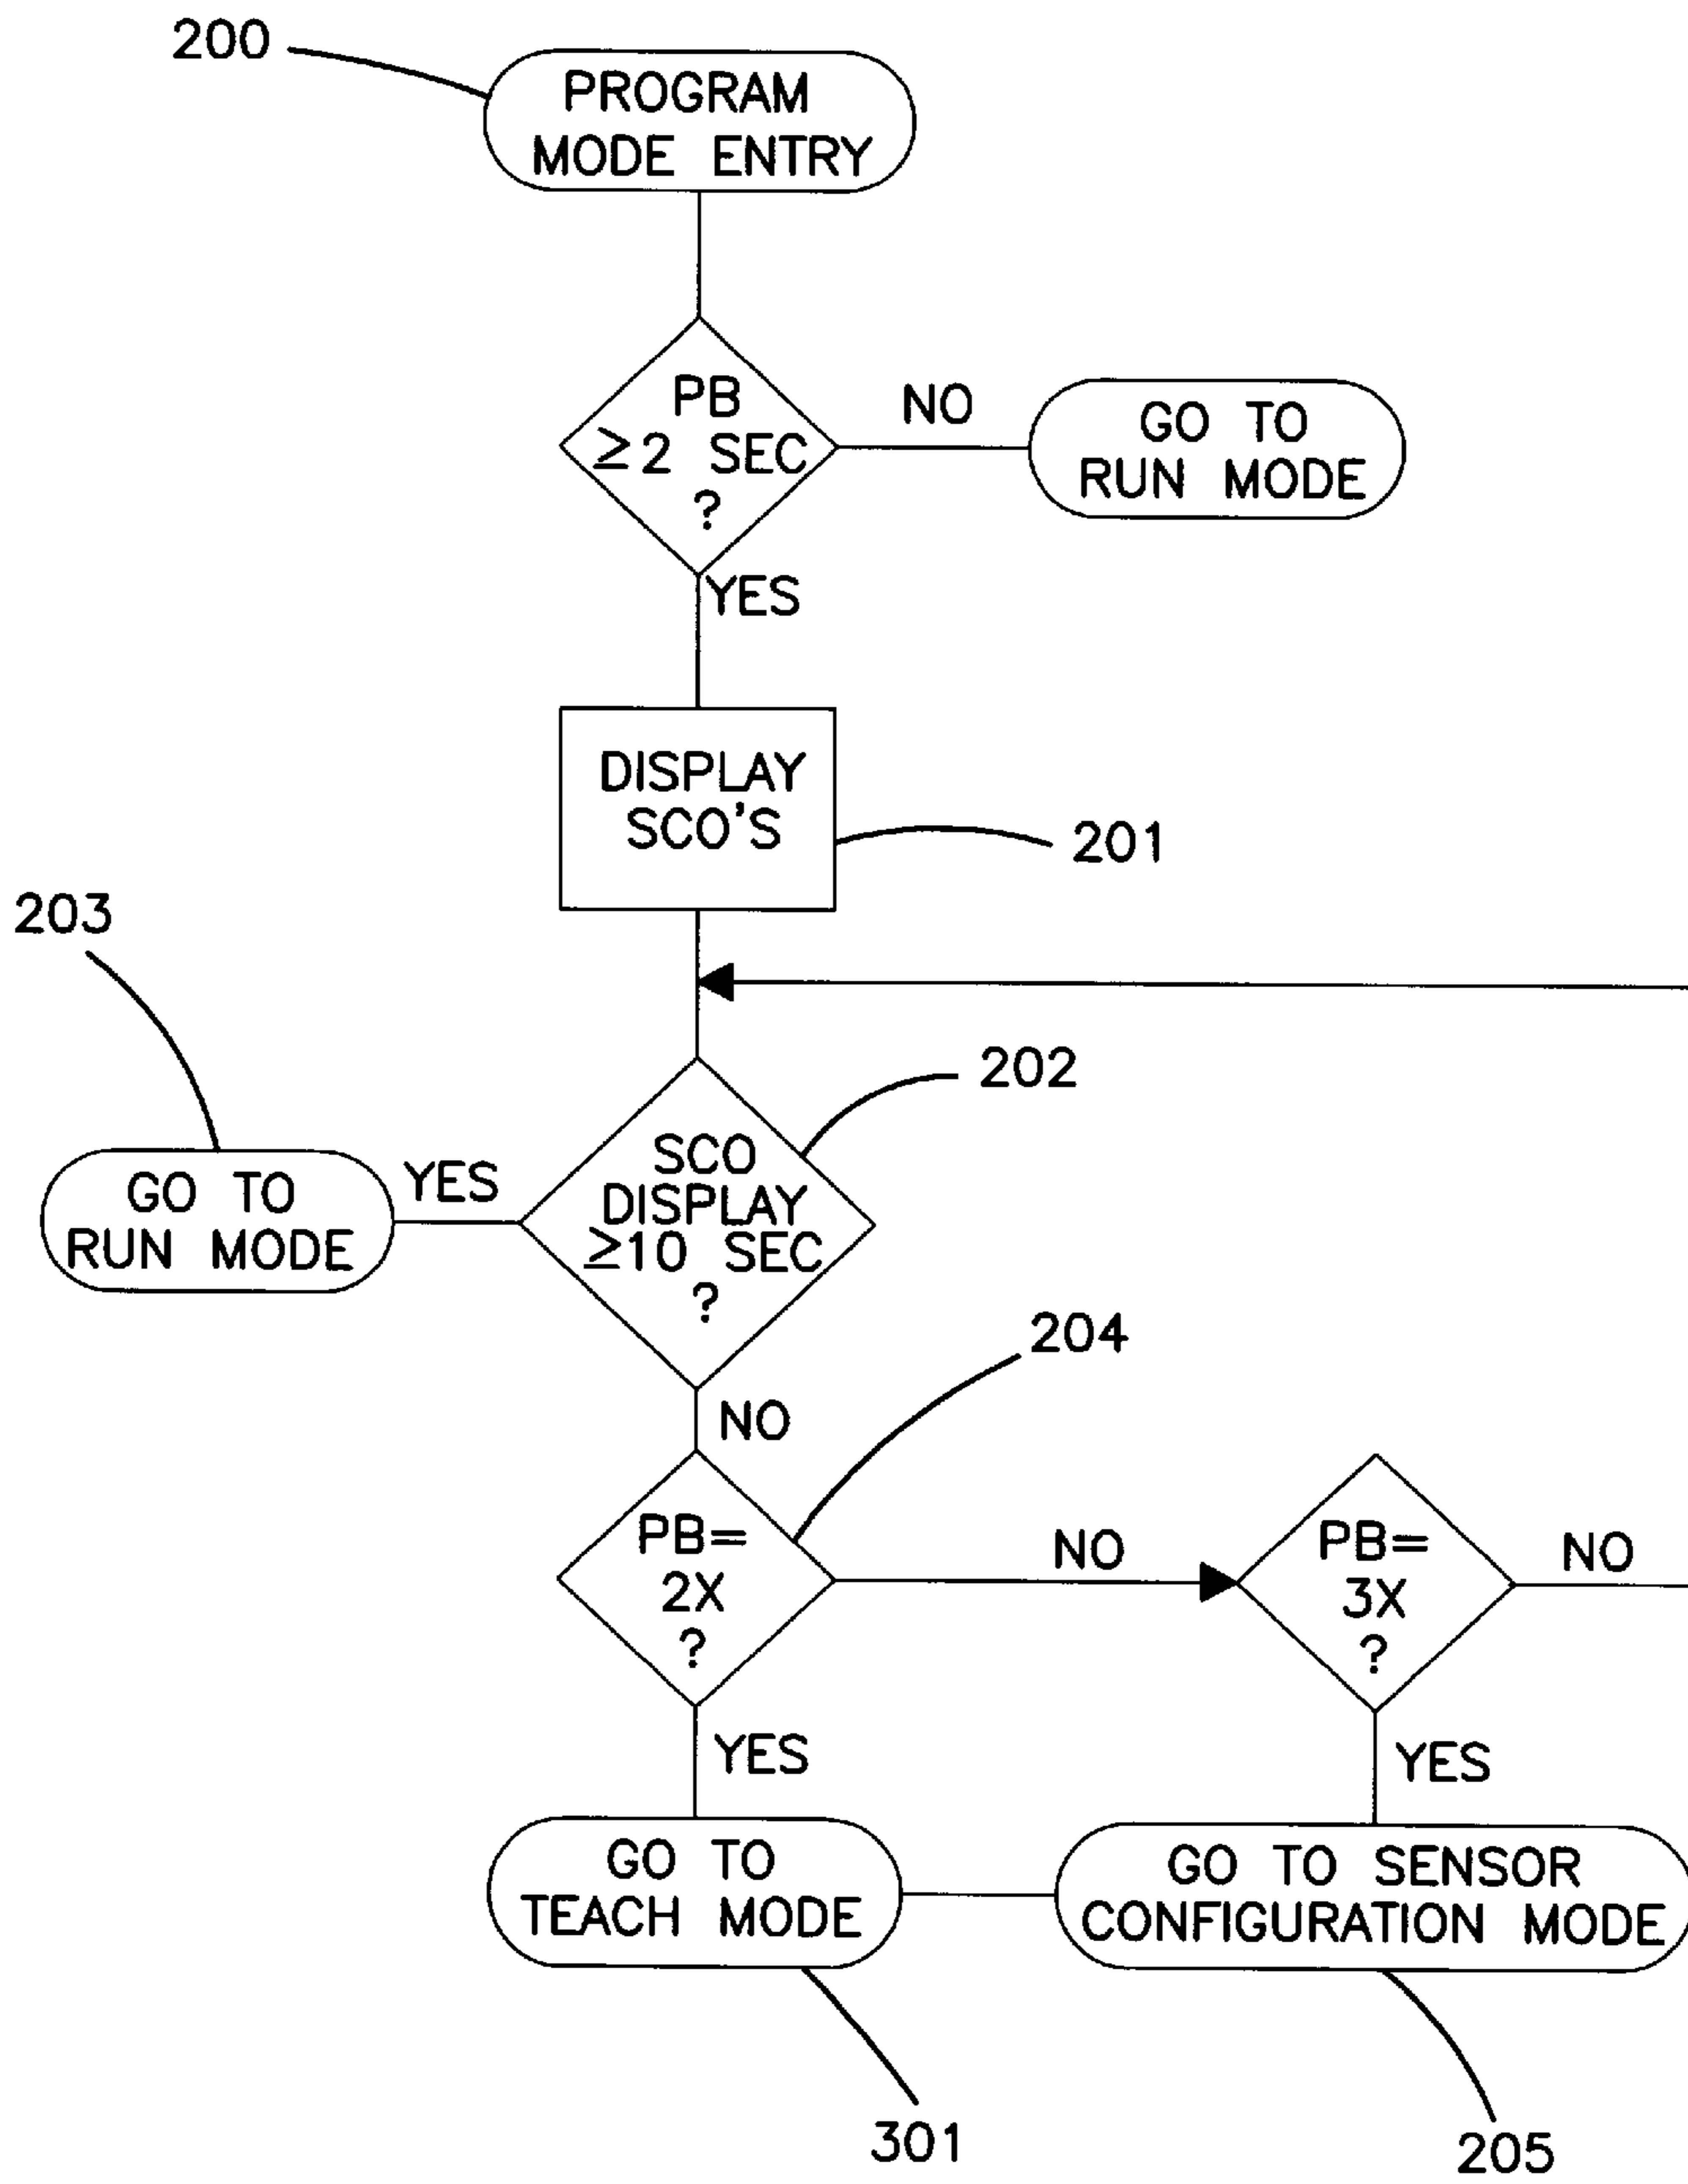 200
PROGRAM
MODE ENTRY
PB
≥2 SEC
?
NO
GO TO
RUN MODE
YES
DISPLAY
SCO'S
201
203
202
SCO
DISPLAY
≥10 SEC
?
YES
GO TO
RUN MODE
204
NO
PB=
2X
?
NO
PB=
3X
?
NO
YES
YES
GO TO
TEACH MODE
GO TO SENSOR
CONFIGURATION MODE
301
205